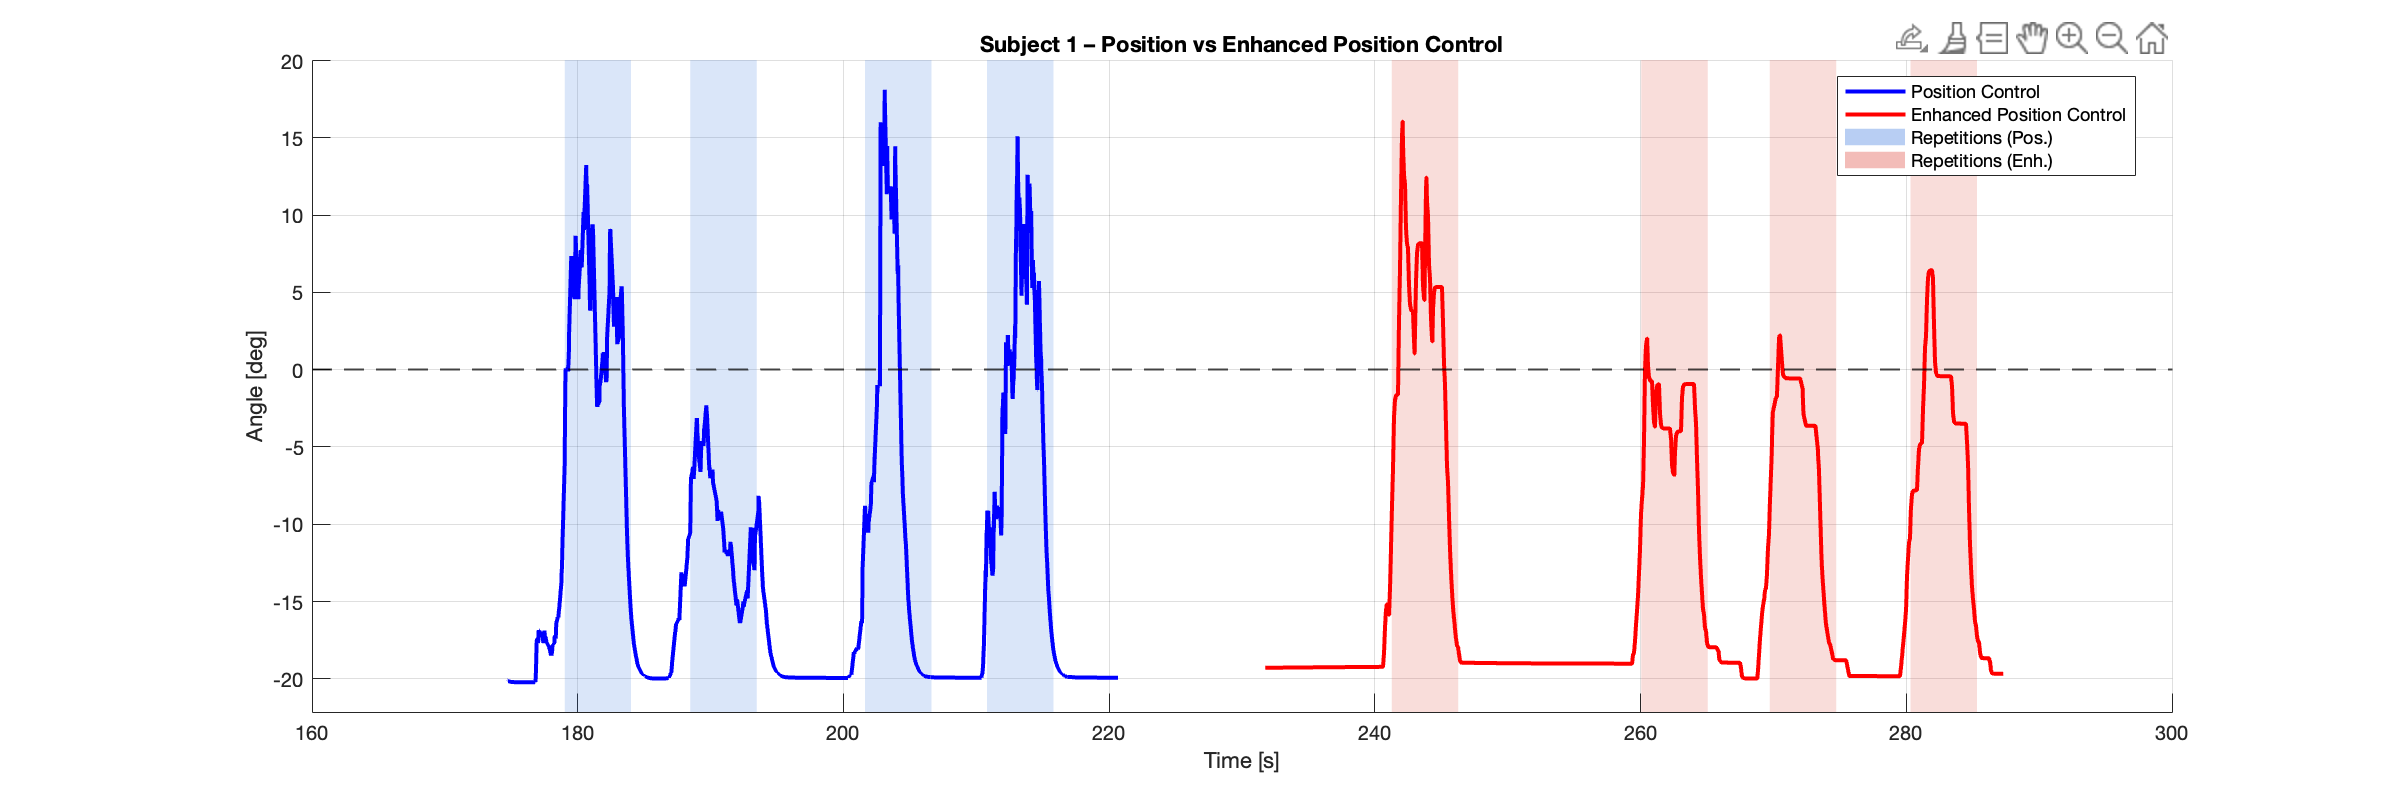 Subject 1 – Position vs Enhanced Position Control
20
15
10
5
0
-5
-10
-15
-20
Angle [deg]
Position Control
Enhanced Position Control
Repetitions (Pos.)
Repetitions (Enh.)
160
180
200
220
240
260
280
300
Time [s]